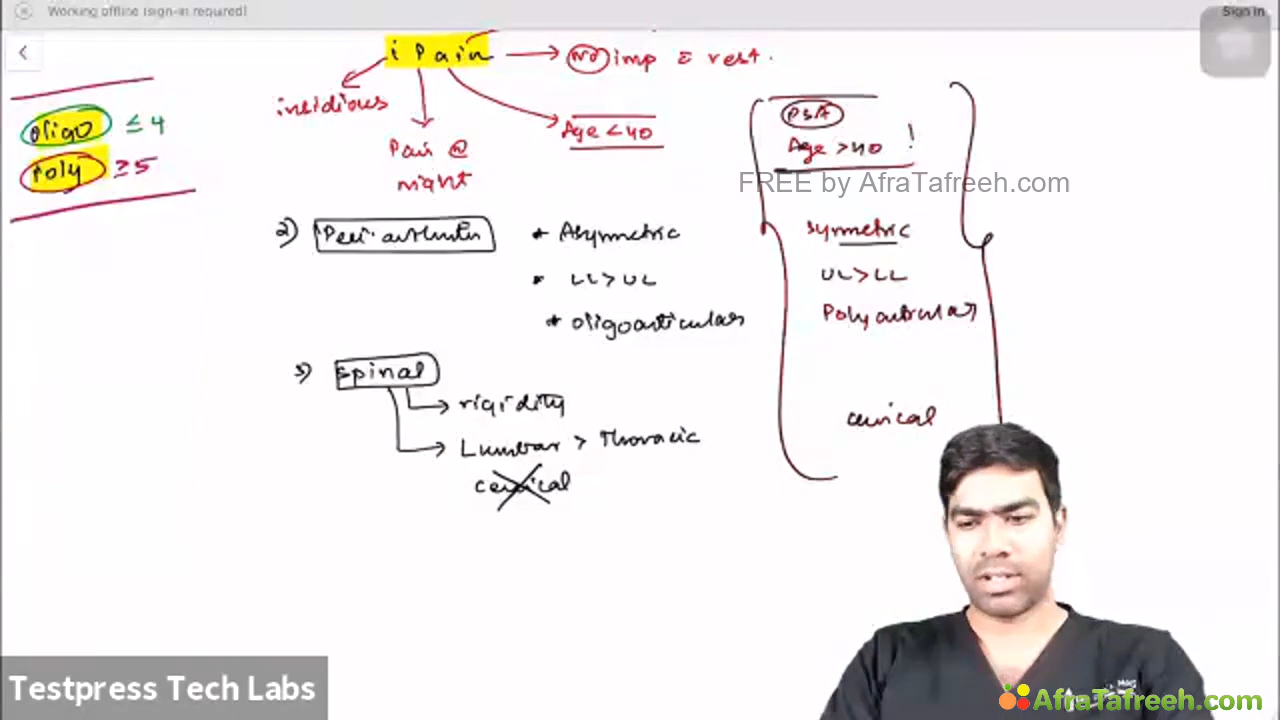 Working offline (sign-in required)
Sign in
i Pain → No imp c̄ rest.
insidious
Pain @ night
Age < 40
oligo ≤ 4
Poly ≥ 5
PSA
Age > 40 !
FREE by AfraTafreeh.com
2) Peri arthritis
* Asymmetric
* LL > UL
* oligoarticular
symmetric
UL > LL
Poly articular
3) spinal
rigidity
Lumbar > Thoracic
cervical
cervical
Testpress Tech Labs
AfraTafreeh.com